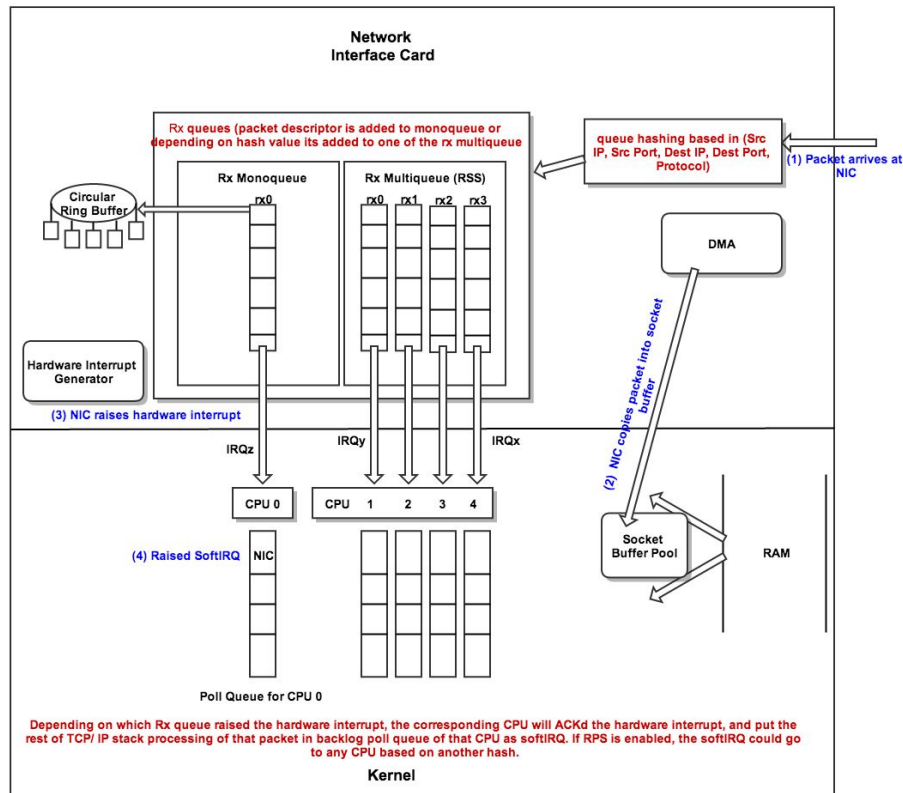 Network
Interface Card
Rx queues (packet descriptor is added to monoqueue or
depending on hash value its added to one of the rx multiqueue
queue hashing based in (Src
IP, Src Port, Dest IP, Dest Port,
Protocol)
(1) Packet arrives at
NIC
Rx Monoqueue
Rx Multiqueue (RSS)
Circular
Ring Buffer
rx0
rx0
rx1
rx2
rx3
DMA
Hardware Interrupt
Generator
(2) NIC copies packet into socket
buffer
(3) NIC raises hardware interrupt
IRQz
IRQy
IRQx
CPU 0
CPU 1 2 3 4
(4) Raised SoftIRQ
NIC
Socket
Buffer Pool
RAM
Poll Queue for CPU 0
Depending on which Rx queue raised the hardware interrupt, the corresponding CPU will ACKd the hardware interrupt, and put the
rest of TCP/ IP stack processing of that packet in backlog poll queue of that CPU as softIRQ. If RPS is enabled, the softIRQ could go
to any CPU based on another hash.
Kernel